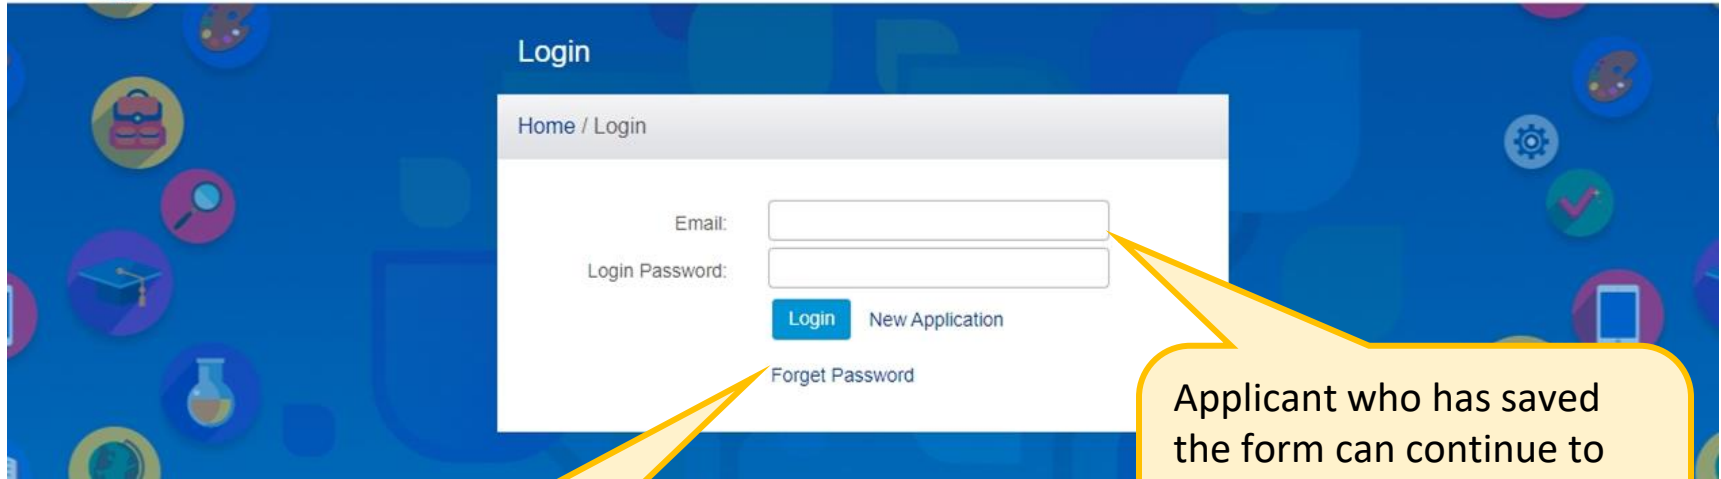 Login
Home / Login
Email:
Login Password:
Login New Application
Forget Password
Applicant who has saved
the form can continue to